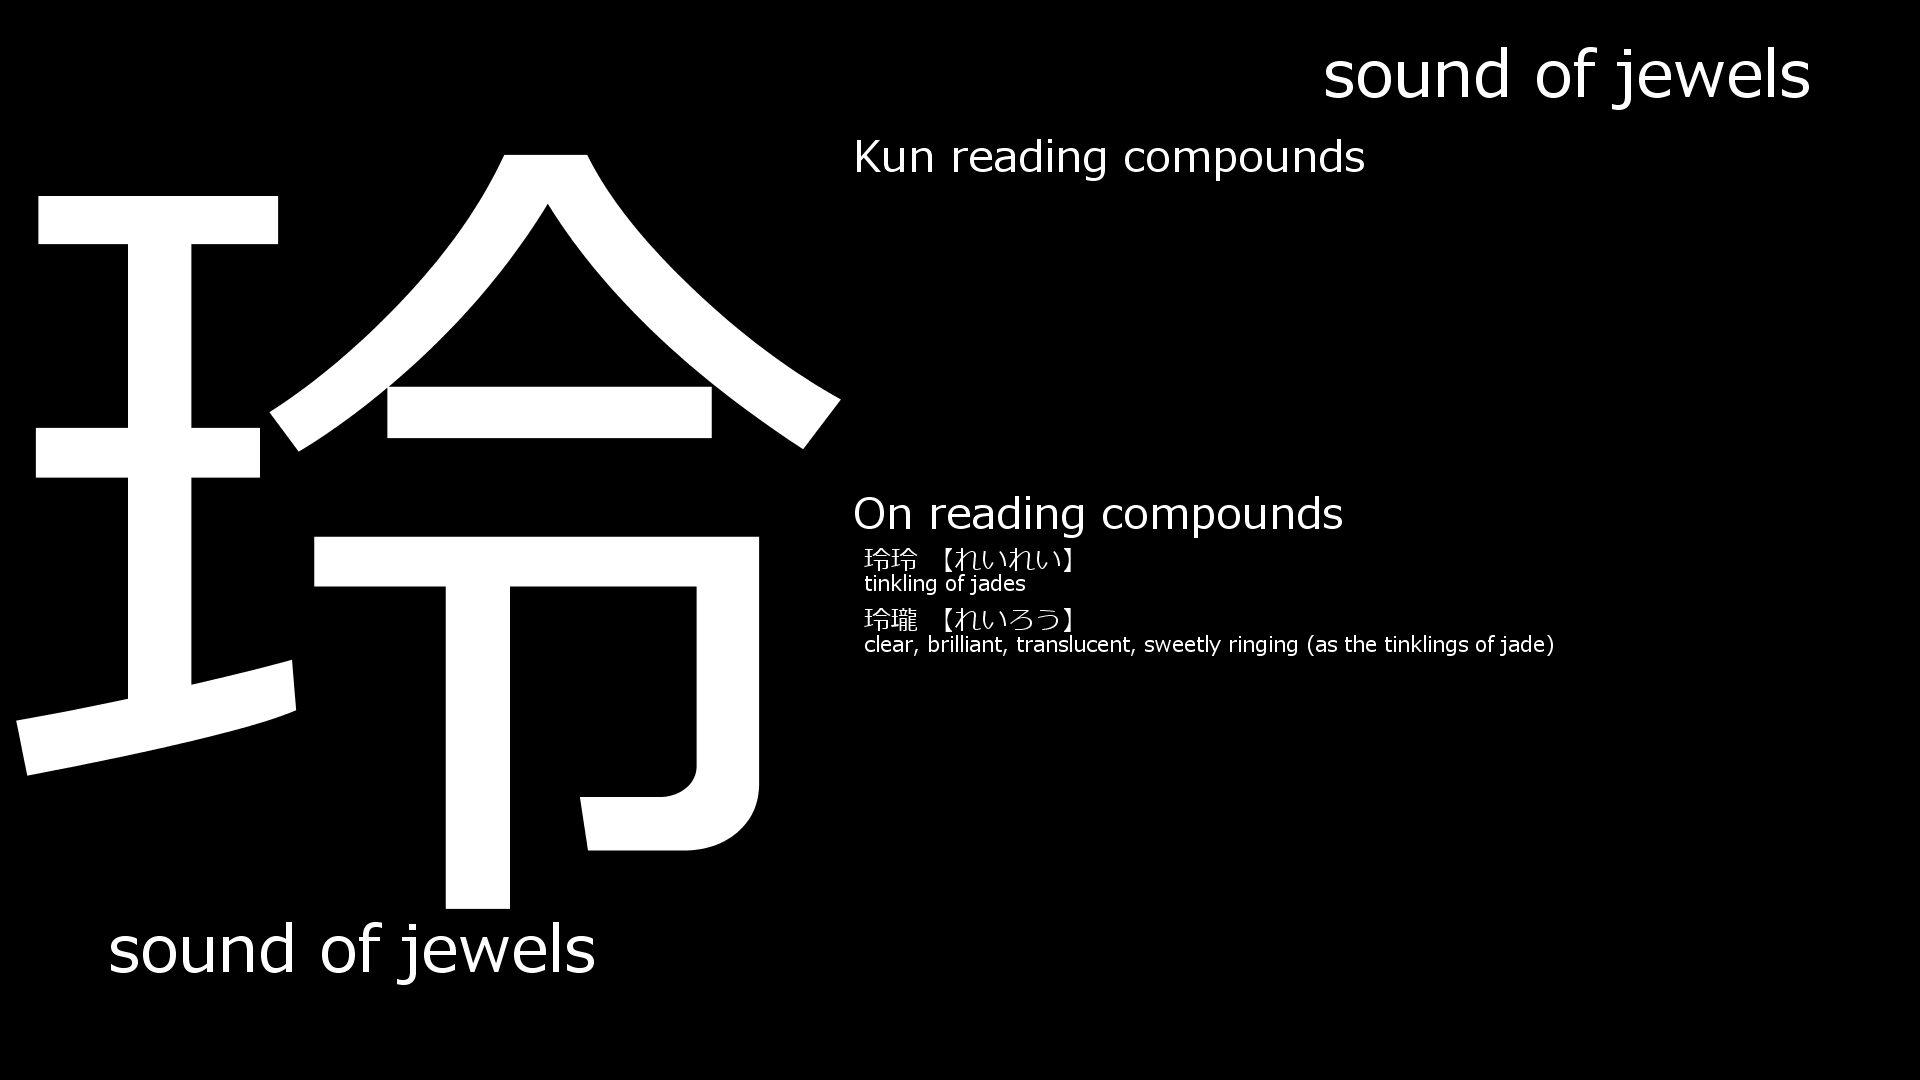 玲
sound of jewels
sound of jewels
Kun reading compounds
On reading compounds
玲玲 【れいれい】
tinkling of jades
玲瓏 【れいろう】
clear, brilliant, translucent, sweetly ringing (as the tinklings of jade)